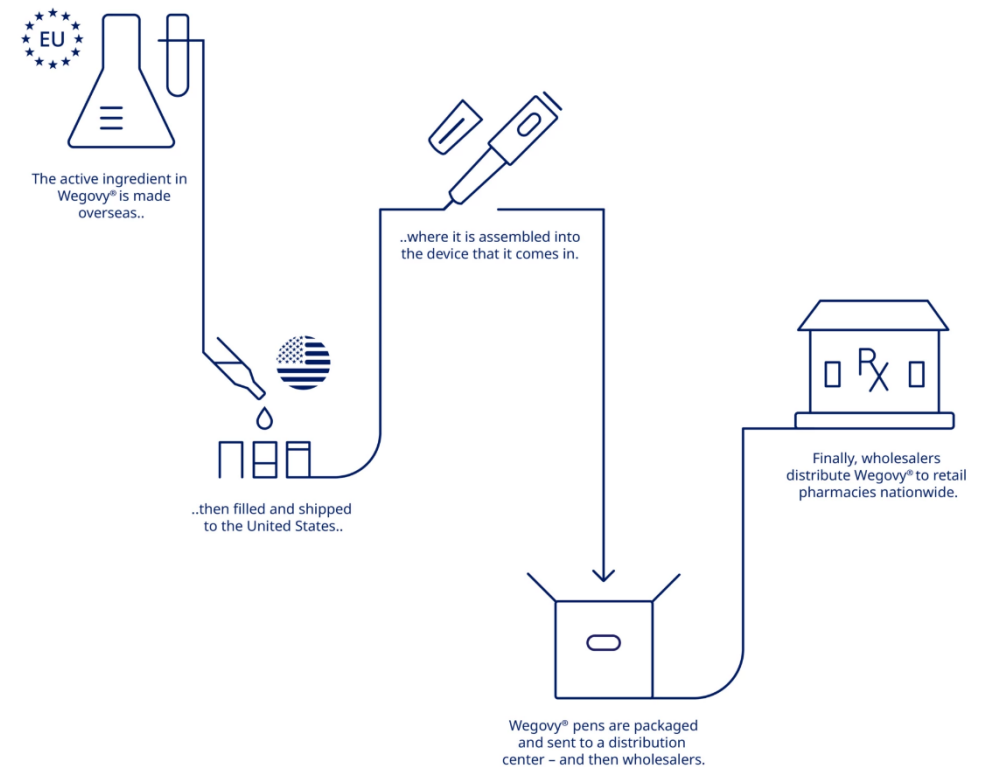 EU
The active ingredient in
Wegovy® is made
overseas..
..then filled and shipped
to the United States..
..where it is assembled into
the device that it comes in.
Wegovy® pens are packaged
and sent to a distribution
center – and then wholesalers.
Rx
Finally, wholesalers
distribute Wegovy® to retail
pharmacies nationwide.